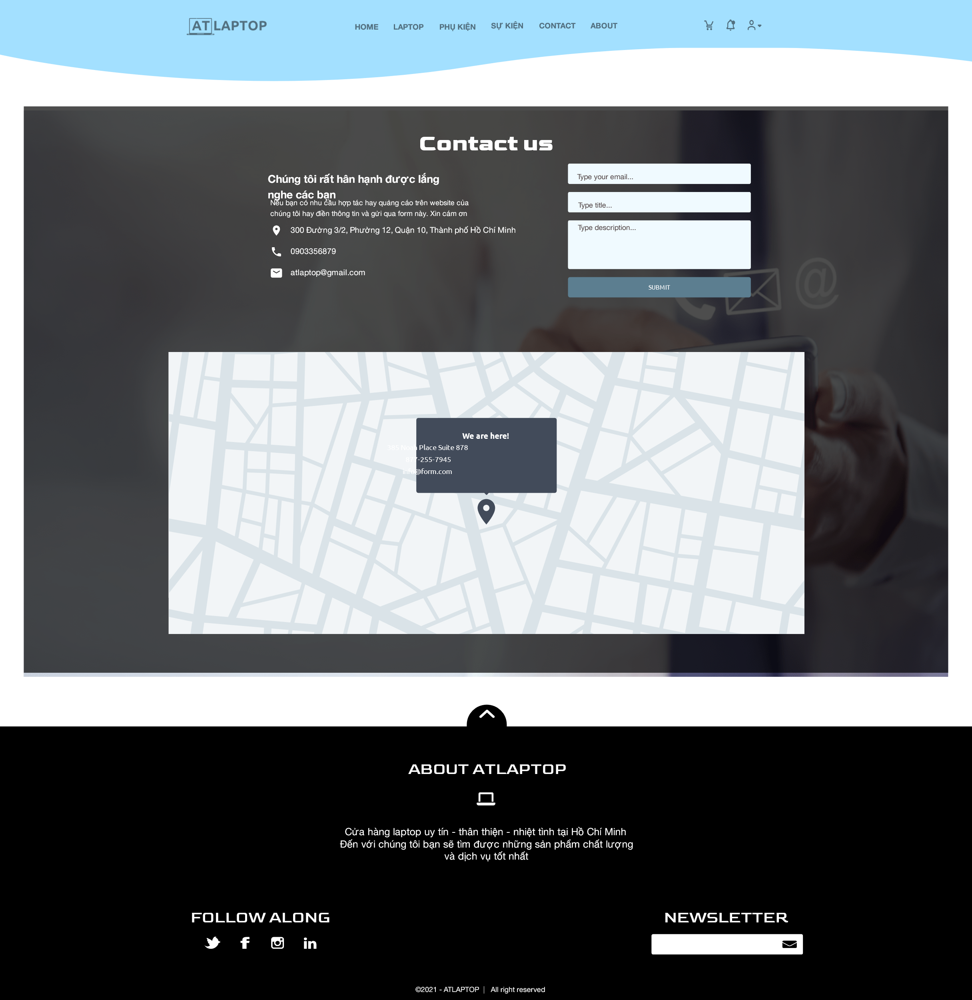 ATLAPTOP
HOME LAPTOP PHỤ KIỆN SỰ KIỆN CONTACT ABOUT
Contact us
Chúng tôi rất hân hạnh được lắng
nghe các bạn
Nếu bạn có nhu cầu hợp tác hay quảng cáo trên website của
chúng tôi hay điền thông tin và gửi qua form này. Xin cám ơn
300 Đường 3/2, Phường 12, Quận 10, Thành phố Hồ Chí Minh
0903356879
atlaptop@gmail.com
Type your email...
Type title...
Type description...
SUBMIT
@
We are here!
385 Noah Place Suite 878
877-255-7945
info@form.com
ABOUT ATLAPTOP
Cửa hàng laptop uy tín - thân thiện - nhiệt tình tại Hồ Chí Minh
Đến với chúng tôi bạn sẽ tìm được những sản phẩm chất lượng
và dịch vụ tốt nhất
FOLLOW ALONG
NEWSLETTER
©2021 - ATLAPTOP | All right reserved